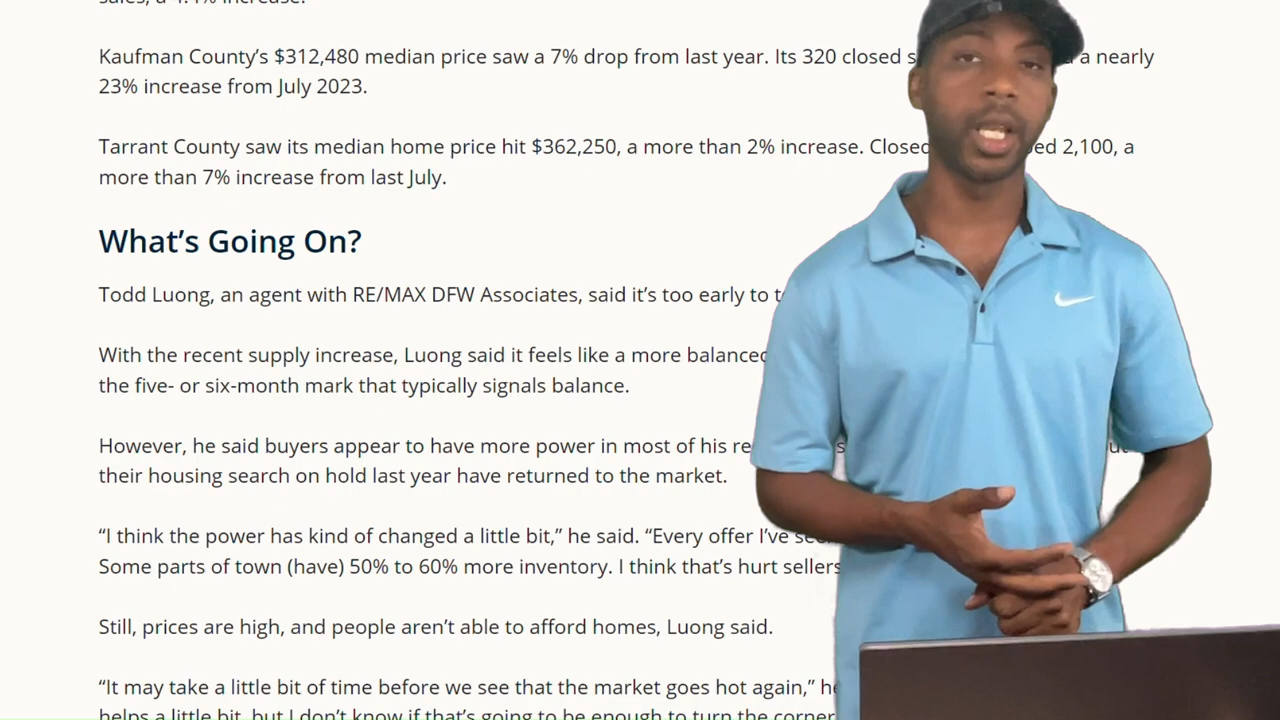 Kaufman County’s $312,480 median price saw a 7% drop from last year. Its 320 closed a nearly
23% increase from July 2023.
Tarrant County saw its median home price hit $362,250, a more than 2% increase. Closed 2,100, a
more than 7% increase from last July.
What’s Going On?
Todd Luong, an agent with RE/MAX DFW Associates, said it’s too early to
With the recent supply increase, Luong said it feels like a more balanced
the five- or six-month mark that typically signals balance.
However, he said buyers appear to have more power in most of his
their housing search on hold last year have returned to the market.
“I think the power has kind of changed a little bit,” he said. “Every offer I’ve
Some parts of town (have) 50% to 60% more inventory. I think that’s hurt sellers
Still, prices are high, and people aren’t able to afford homes, Luong said.
“It may take a little bit of time before we see that the market goes hot again,”
helps a little bit, but I don’t know if that’s going to be enough to turn the corner